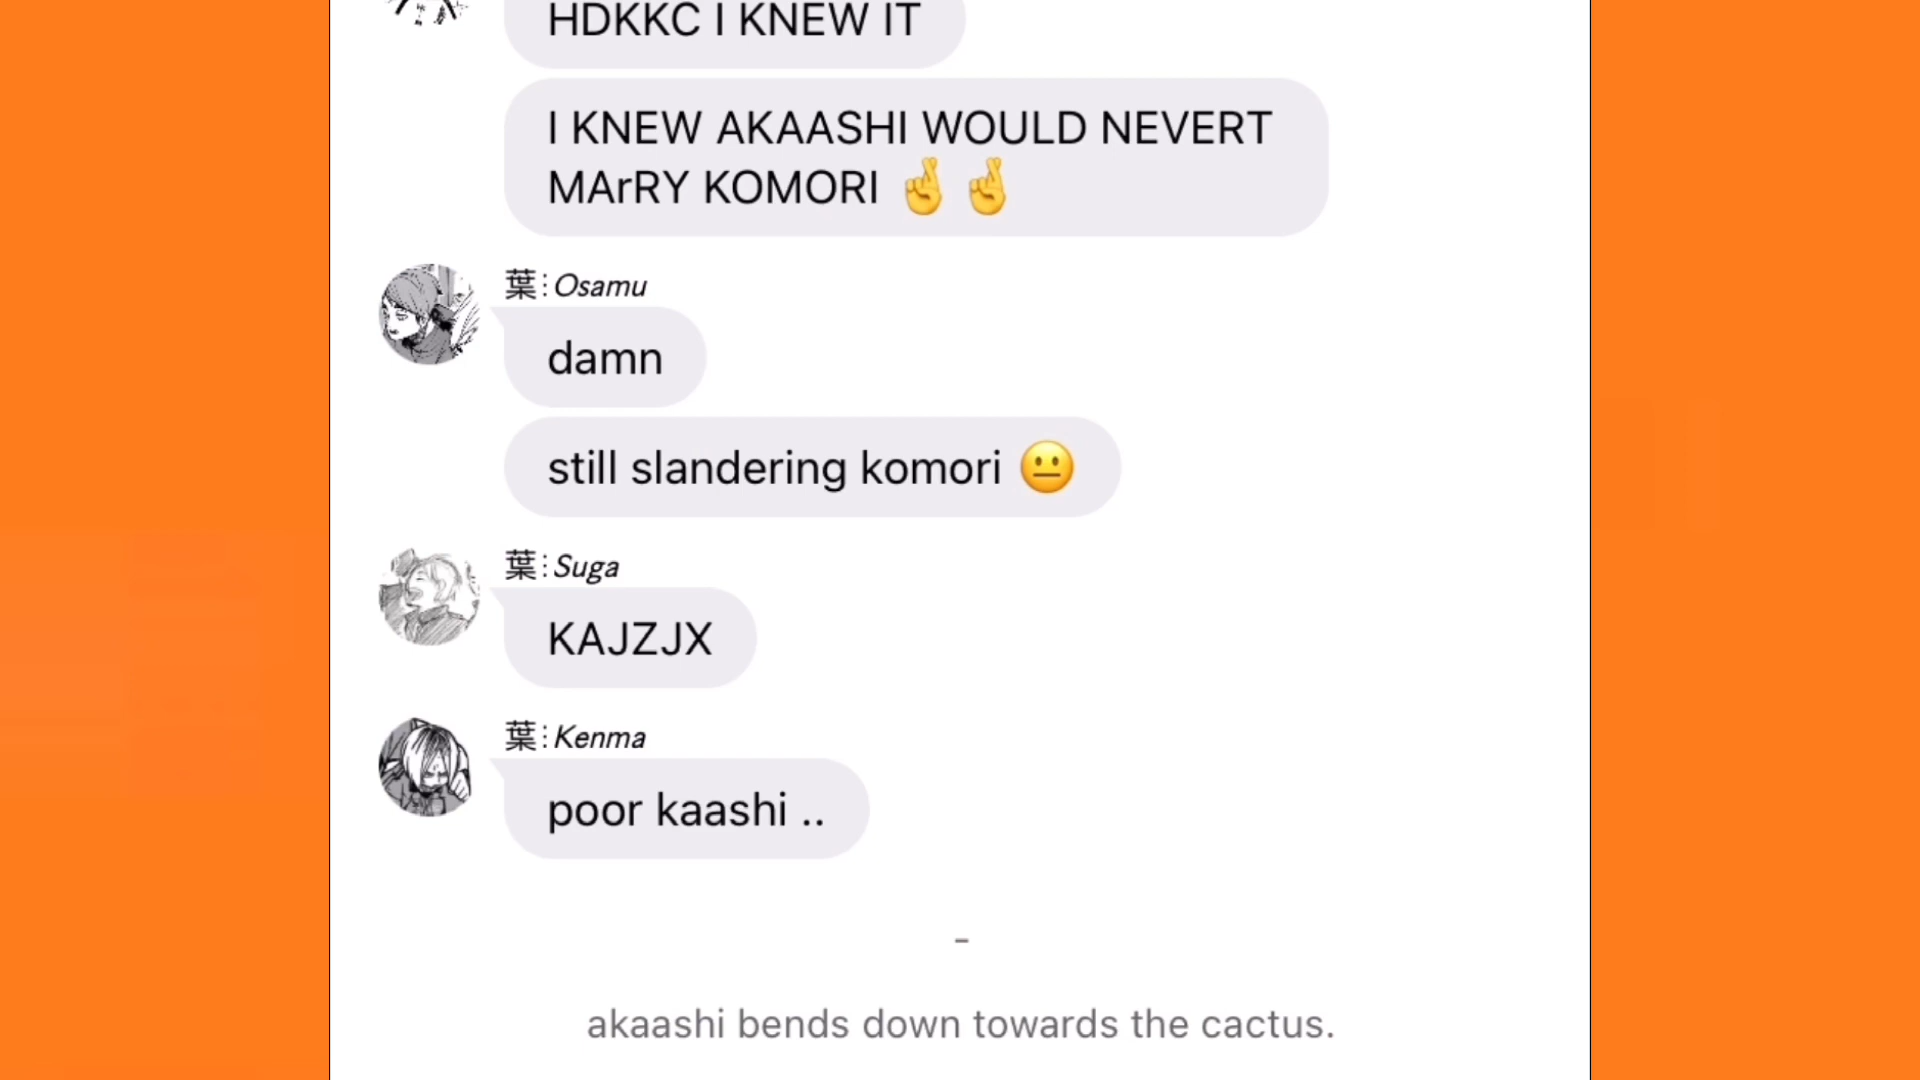 HDKKC I KNEW IT
I KNEW AKAASHI WOULD NEVERT
MArRY KOMORI 🤞 🤞
葉⋮Osamu
damn
still slandering komori 😐
葉⋮Suga
KAJZJX
葉⋮Kenma
poor kaashi ..
-
akaashi bends down towards the cactus.